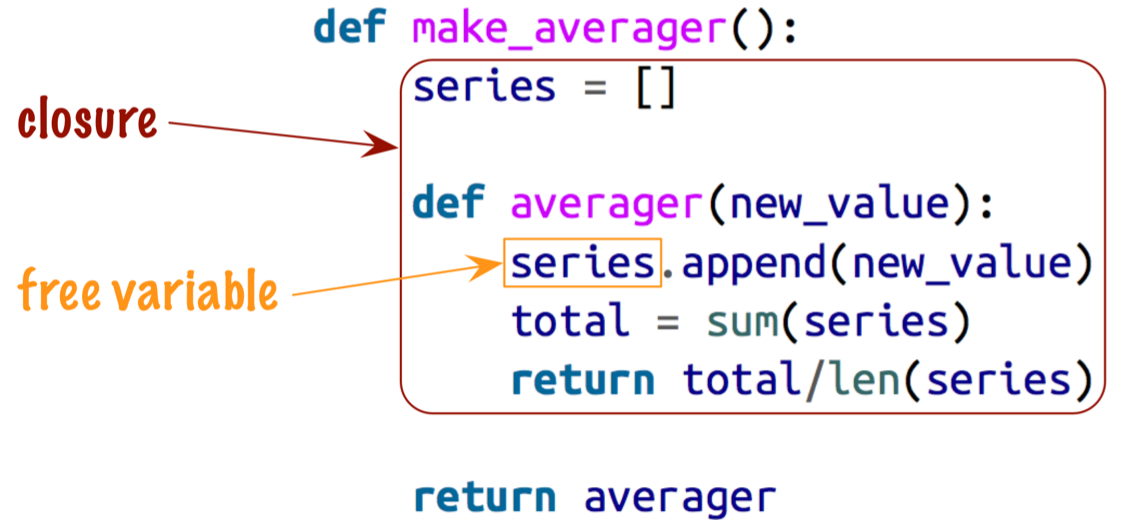 def make_averager():
closure
series = []
def averager(new_value):
free variable
series.append(new_value)
total = sum(series)
return total/len(series)
return averager